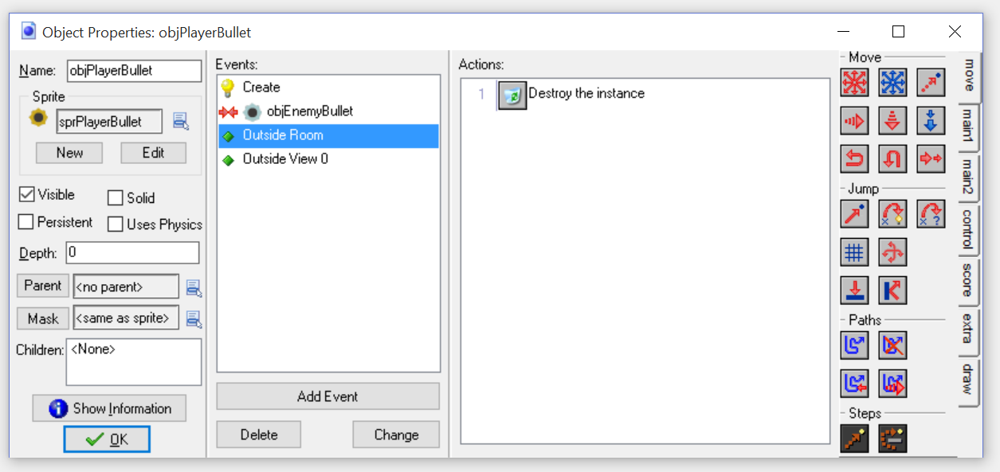 Object Properties: objPlayerBullet
Name: objPlayerBullet
Sprite
sprPlayerBullet
New Edit
Visible Solid
Persistent Uses Physics
Depth: 0
Parent <no parent>
Mask <same as sprite>
Children: <None>
Show Information
OK
Events:
Create
objEnemyBullet
Outside Room
Outside View 0
Add Event
Delete Change
Actions:
1 Destroy the instance
Move
Jump
Paths
Steps
move
main1
main2
control
score
extra
draw